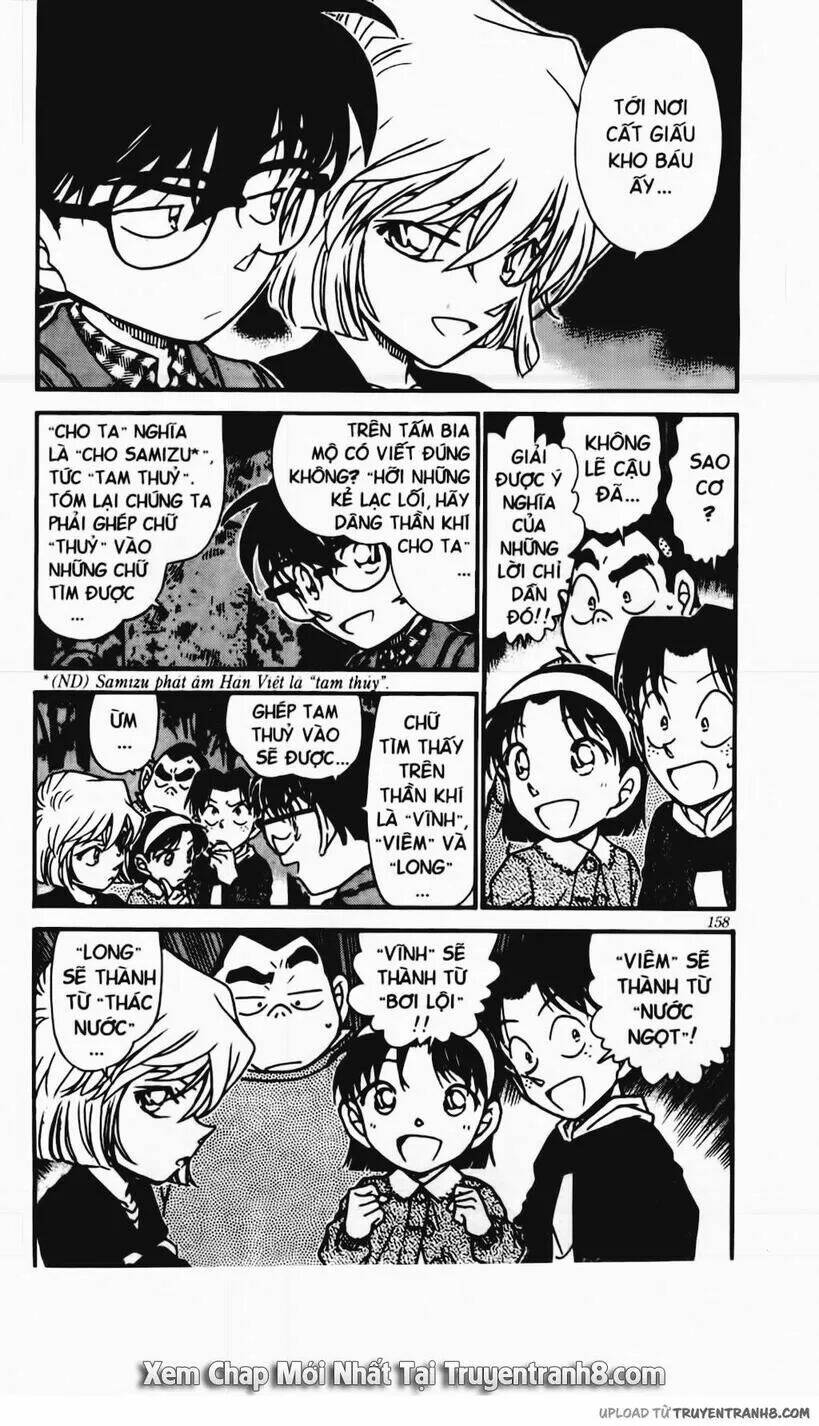 TỚI NƠI
CẤT GIẤU
KHO BÁU
ẤY...
SAO
CƠ
?
KHÔNG
LẼ CẬU
ĐÃ...
GIẢI
ĐƯỢC Ý
NGHĨA
CỦA
NHỮNG
LỜI CHỈ
DẪN
ĐÓ!!
TRÊN TẤM BIA
MỘ CÓ VIẾT ĐÚNG
KHÔNG? "HỠI NHỮNG
KẺ LẠC LỐI, HÃY
DÂNG THẦN KHÍ
CHO TA"
...
"CHO TA" NGHĨA
LÀ "CHO SAMIZU*",
TỨC "TAM THUỶ".
TÓM LẠI CHÚNG TA
PHẢI GHÉP CHỮ
"THUỶ" VÀO
NHỮNG CHỮ
TÌM ĐƯỢC
...
*(ND) Samizu phát âm Hán Việt là "tam thủy".
CHỮ
TÌM THẤY
TRÊN
THẦN KHÍ
LÀ "VĨNH",
"VIÊM" VÀ
"LONG"
...
GHÉP TAM
THUỶ VÀO
SẼ ĐƯỢC...
ỪM
...
158
"VIÊM" SẼ
THÀNH TỪ
"NƯỚC
NGỌT"!
"VĨNH" SẼ
THÀNH TỪ
"BƠI LỘI"
!!
"LONG"
SẼ THÀNH
TỪ "THÁC
NƯỚC"
...
Xem Chap Mới Nhất Tại Truyentranh8.com
UPLOAD TỪ TRUYENTRANH8.COM